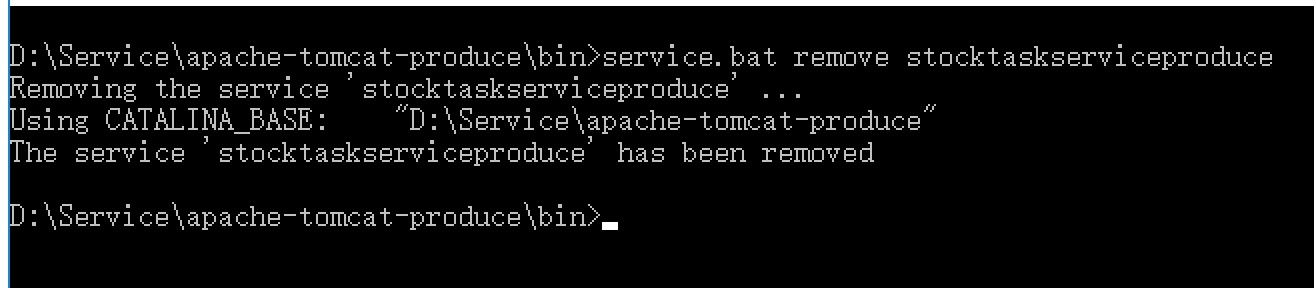 D:\Service\apache-tomcat-produce\bin>service.bat remove stocktaskserviceproduce
Removing the service 'stocktaskserviceproduce' ...
Using CATALINA_BASE:    "D:\Service\apache-tomcat-produce"
The service 'stocktaskserviceproduce' has been removed
D:\Service\apache-tomcat-produce\bin>